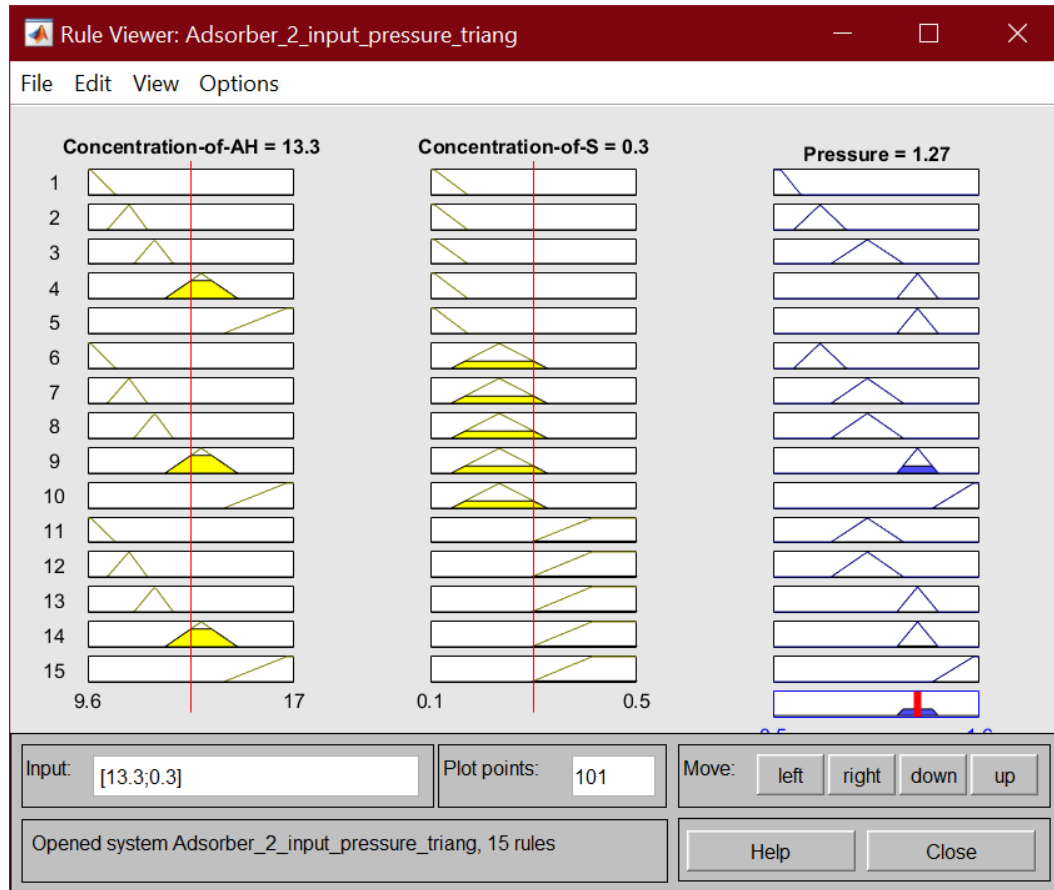 Rule Viewer: Adsorber_2_input_pressure_triang
File Edit View Options
Concentration-of-AH = 13.3
Concentration-of-S = 0.3
Pressure = 1.27
1
2
3
4
5
6
7
8
9
10
11
12
13
14
15
9.6 17
0.1 0.5
Input: [13.3;0.3]
Plot points: 101
Move: left right down up
Opened system Adsorber_2_input_pressure_triang, 15 rules
Help Close